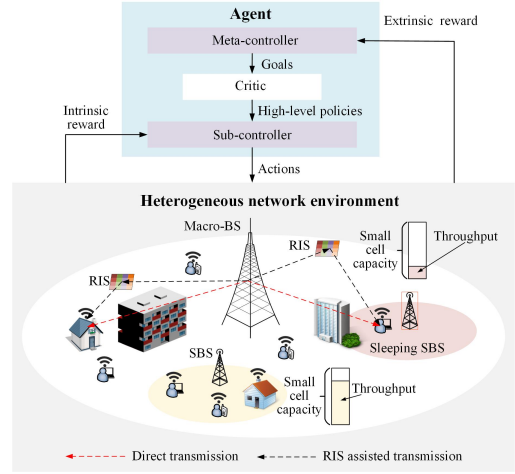 Agent
Meta-controller
Extrinsic reward
Goals
Critic
Intrinsic
reward
High-level policies
Sub-controller
Actions
Heterogeneous network environment
Macro-BS
RIS
Small
cell
capacity
Throughput
RIS
Sleeping SBS
SBS
Small
cell
capacity
Throughput
Direct transmission
RIS assisted transmission